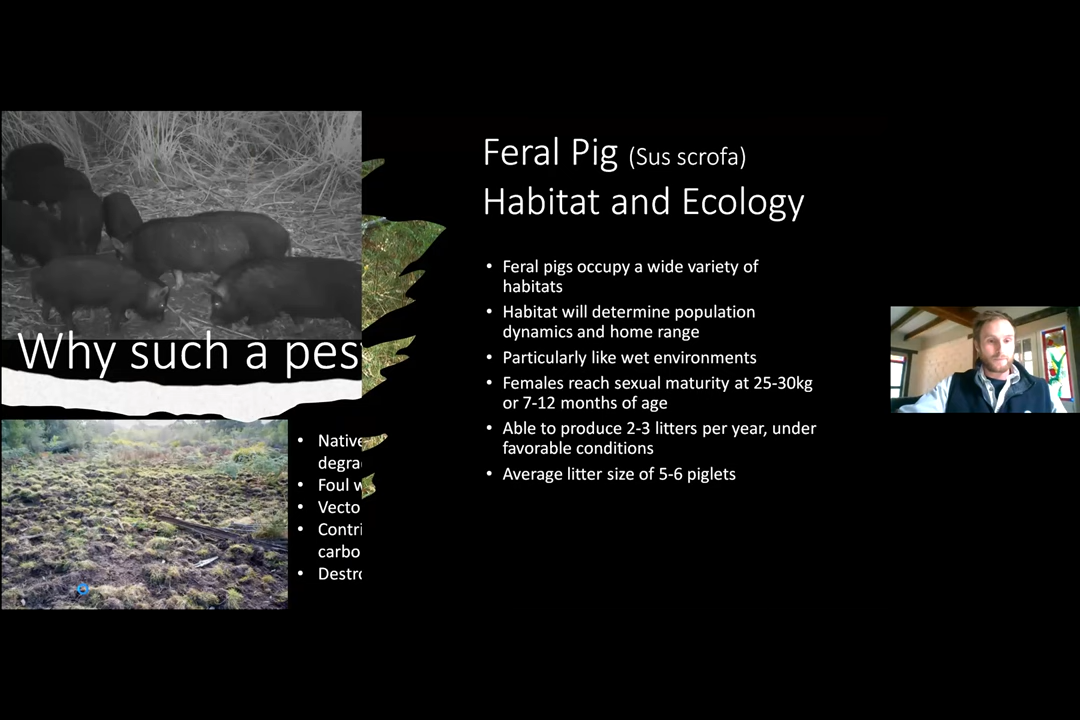 Feral Pig (Sus scrofa)
Habitat and Ecology
• Feral pigs occupy a wide variety of
habitats
• Habitat will determine population
dynamics and home range
• Particularly like wet environments
• Females reach sexual maturity at 25-30kg
or 7-12 months of age
• Able to produce 2-3 litters per year, under
favorable conditions
• Average litter size of 5-6 piglets
Why such a pes
• Native
degra
• Foul w
• Vecto
• Contri
carbo
• Destro